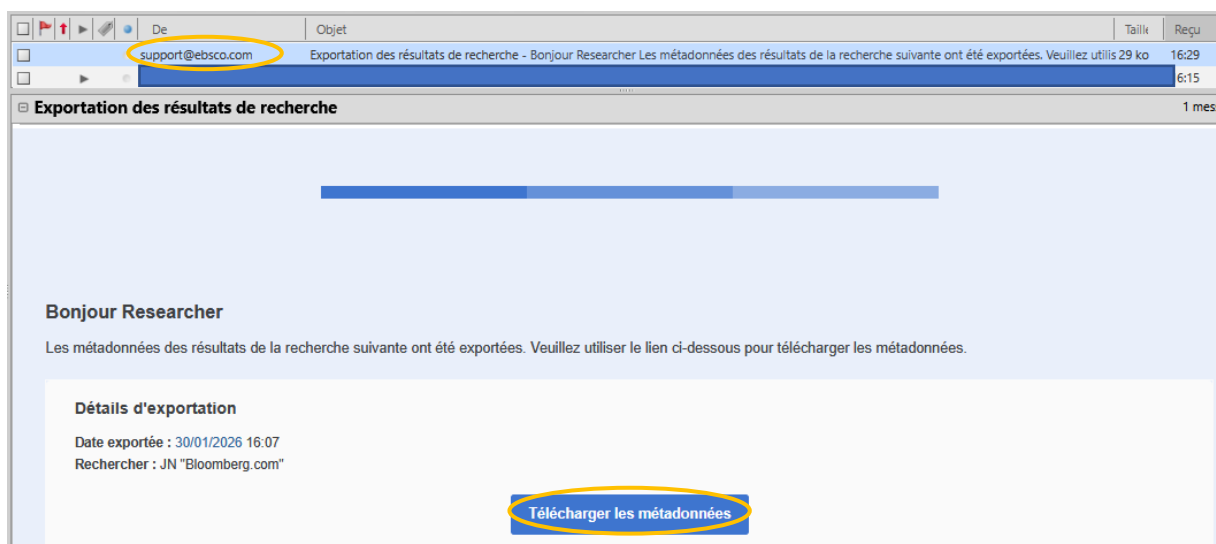 De Objet Taille Reçu
support@ebsco.com Exportation des résultats de recherche - Bonjour Researcher Les métadonnées des résultats de la recherche suivante ont été exportées. Veuillez utilis 29 ko 16:29
6:15
Exportation des résultats de recherche 1 mes
Bonjour Researcher
Les métadonnées des résultats de la recherche suivante ont été exportées. Veuillez utiliser le lien ci-dessous pour télécharger les métadonnées.
Détails d'exportation
Date exportée : 30/01/2026 16:07
Rechercher : JN "Bloomberg.com"
Télécharger les métadonnées